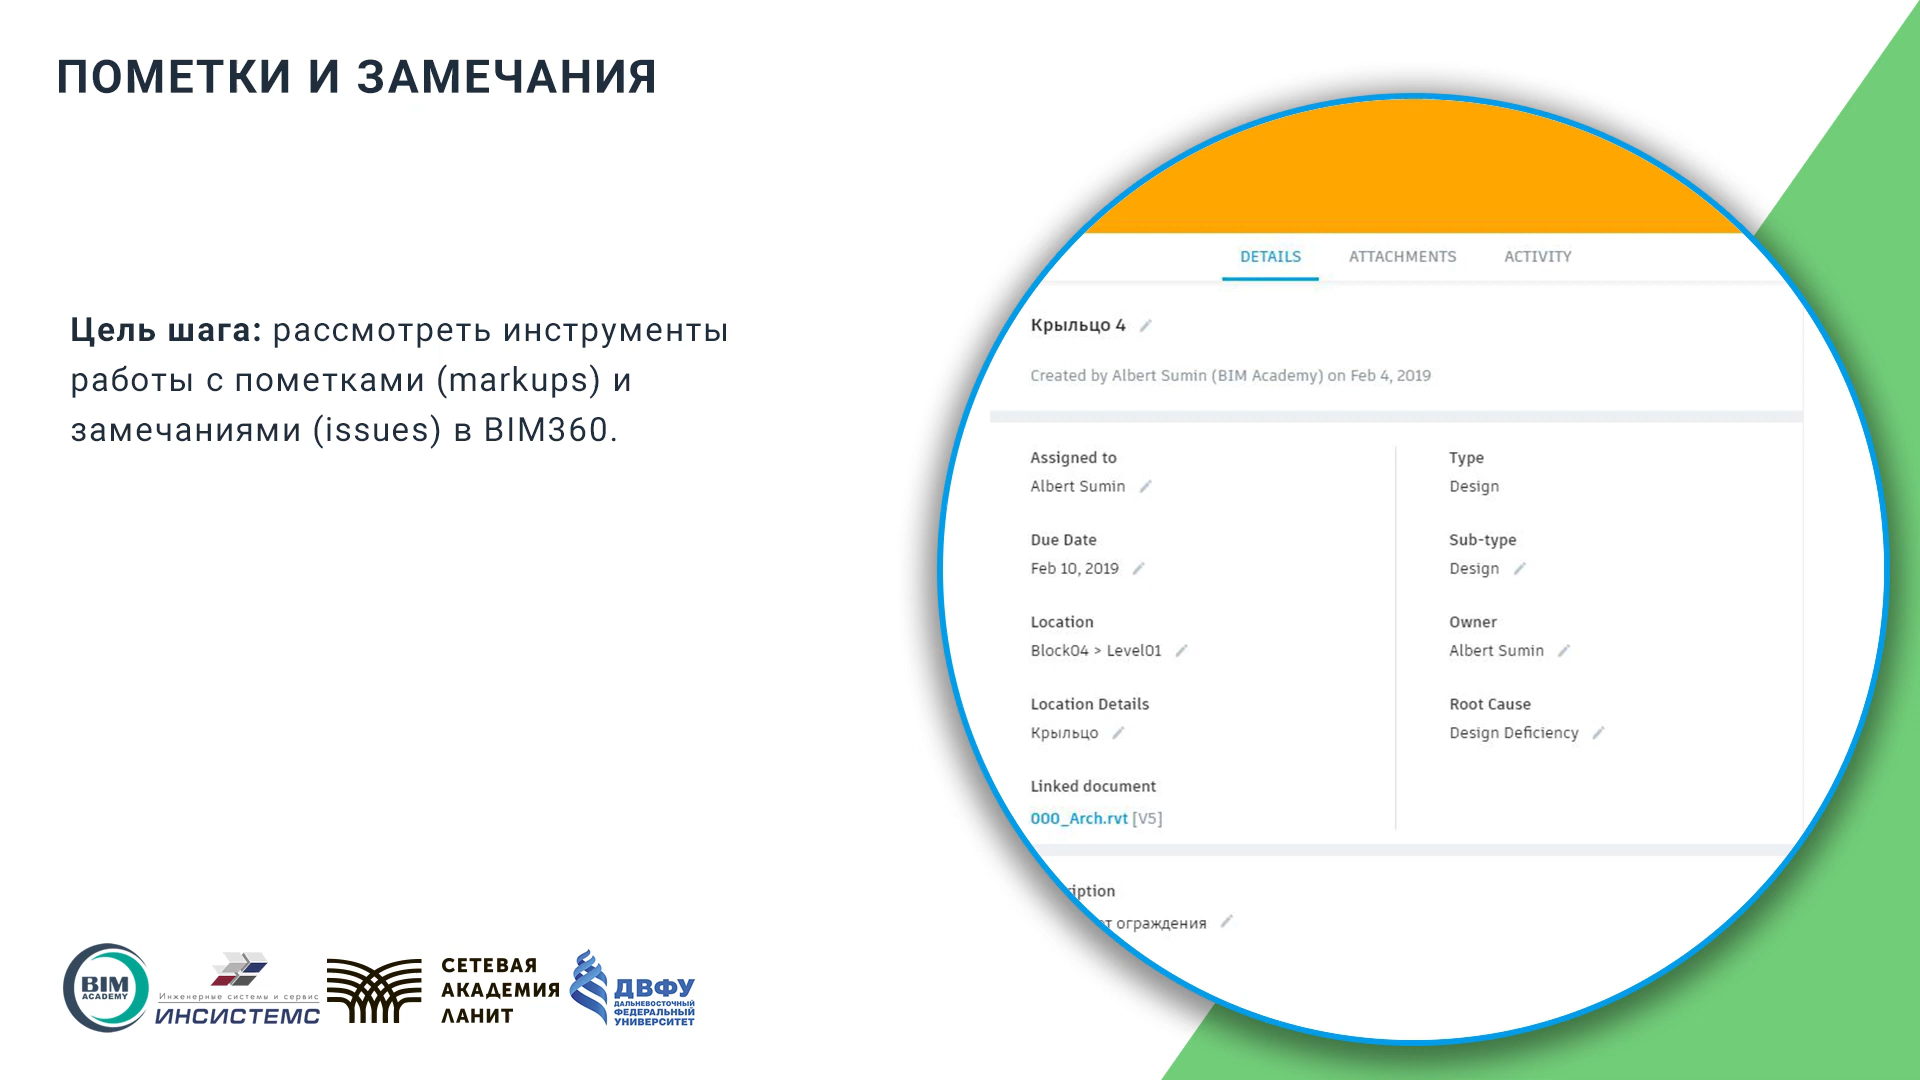 ПОМЕТКИ И ЗАМЕЧАНИЯ
Цель шага: рассмотреть инструменты
работы с пометками (markups) и
замечаниями (issues) в BIM360.
DETAILS ATTACHMENTS ACTIVITY
Крыльцо 4
Created by Albert Sumin (BIM Academy) on Feb 4, 2019
Assigned to
Albert Sumin
Due Date
Feb 10, 2019
Location
Block04 > Level01
Location Details
Крыльцо
Linked document
000_Arch.rvt [V5]
Type
Design
Sub-type
Design
Owner
Albert Sumin
Root Cause
Design Deficiency
ограждения
BIM
ACADEMY
Инженерные системы и сервис
ИНСИСТЕМС
СЕТЕВАЯ
АКАДЕМИЯ
ЛАНИТ
ДВФУ
ДАЛЬНЕВОСТОЧНЫЙ
ФЕДЕРАЛЬНЫЙ
УНИВЕРСИТЕТ